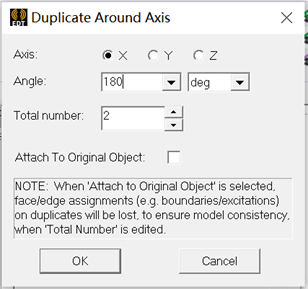 EDT Duplicate Around Axis
Axis: X Y Z
Angle: 180 deg
Total number: 2
Attach To Original Object:
NOTE: When 'Attach to Original Object' is selected,
face/edge assignments (e.g. boundaries/excitations)
on duplicates will be lost, to ensure model consistency,
when 'Total Number' is edited.
OK Cancel